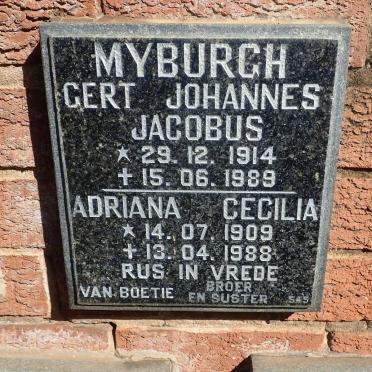 MYBURGH
GERT JOHANNES
JACOBUS
* 29. 12. 1914
+ 15. 06. 1989
ADRIANA CECILIA
* 14. 07. 1909
+ 13. 04. 1988
RUS IN VREDE
VAN BOETIE BROER
EN SUSTER S45